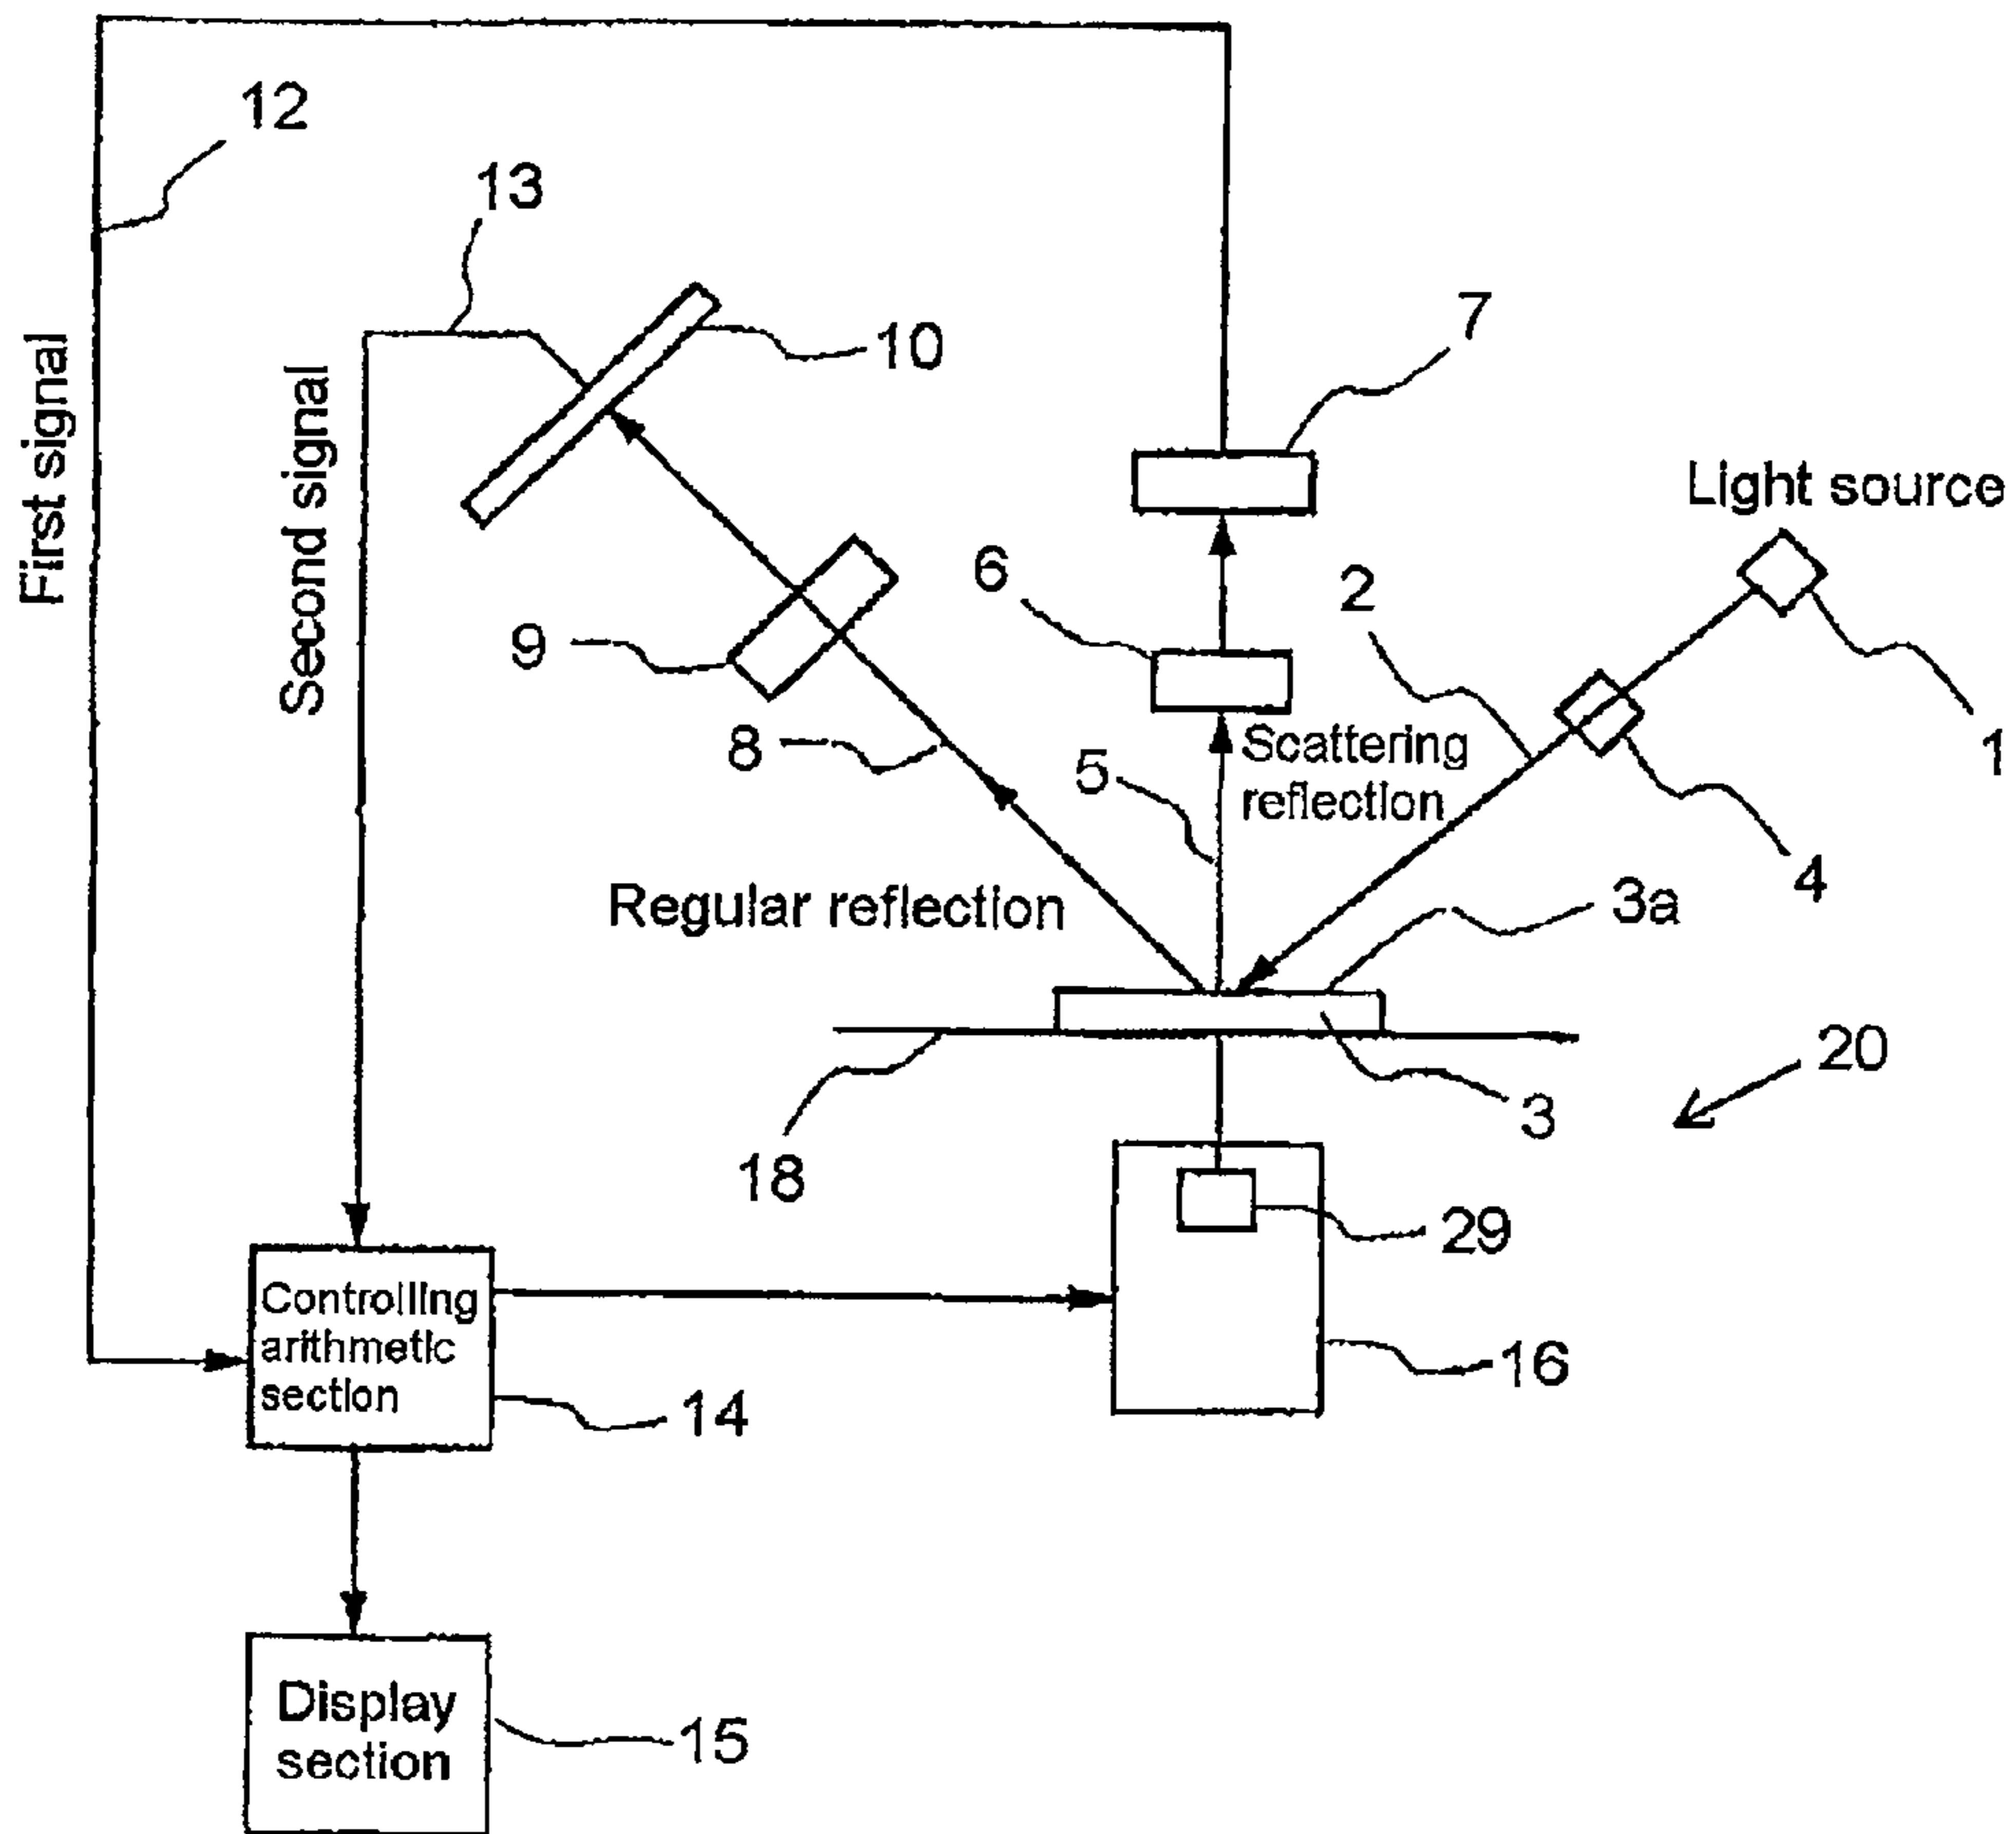 12
13
First signal
Second signal
10
7
Light source
6
2
9
8
5
Scattering
reflection
1
4
Regular reflection
3a
20
3
18
29
Controlling
arithmetic
section
16
14
Display
section
15